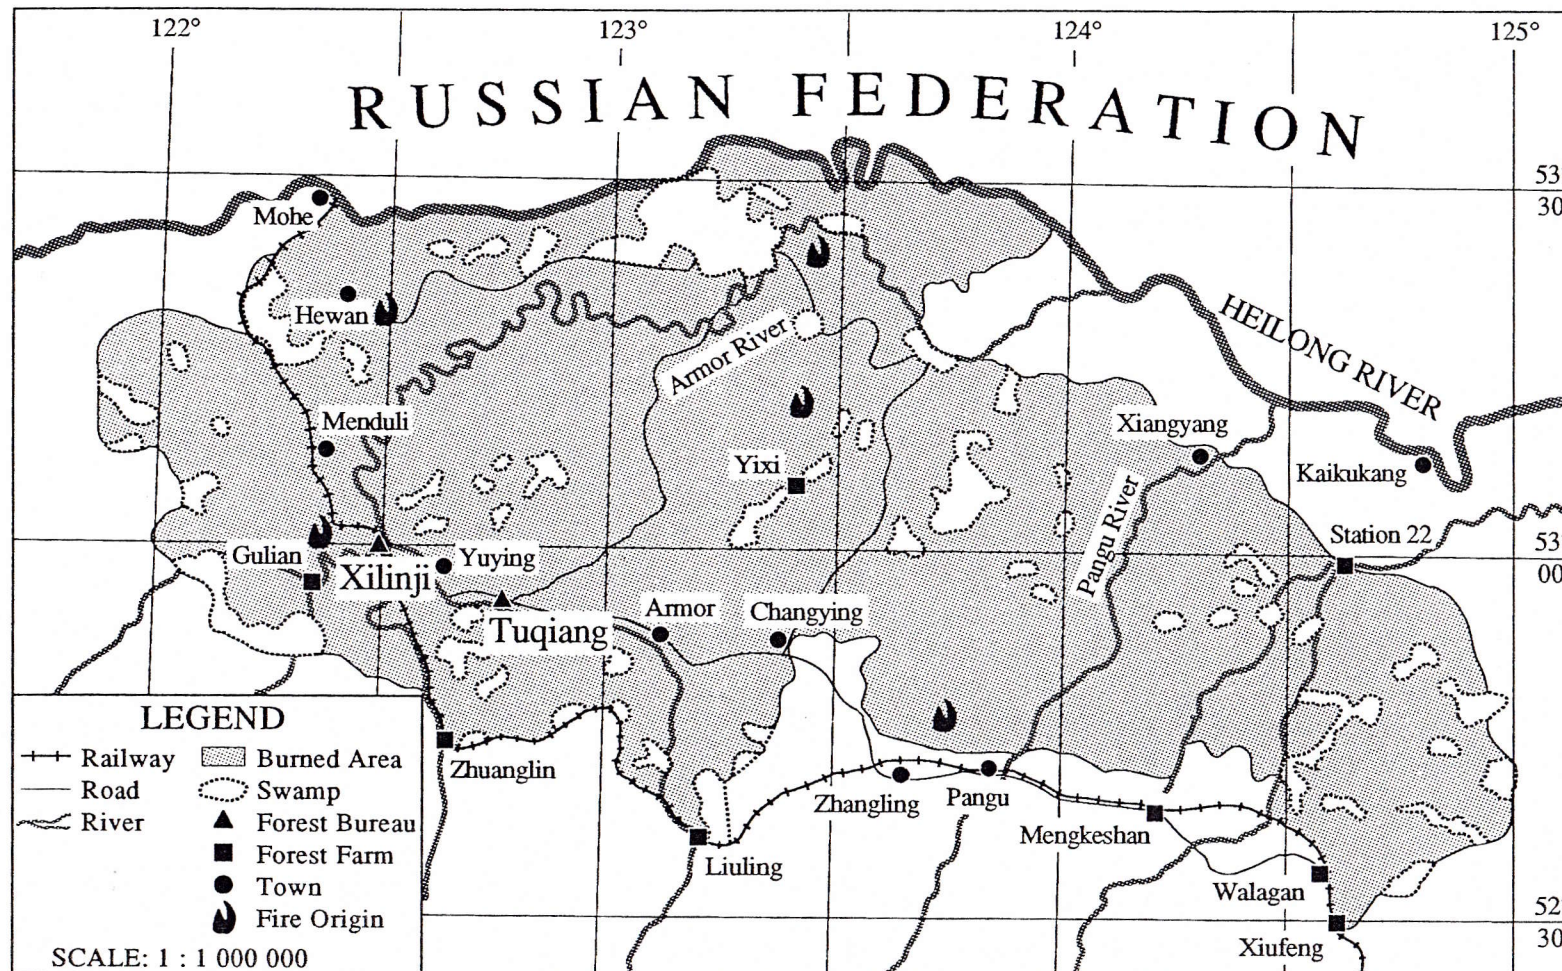 122° 123° 124° 125°
RUSSIAN FEDERATION
53
30
Mohe
Hewan
HEILONG RIVER
Armor River
Menduli
Xiangyang
Yixi
Kaikukang
Pangu River
Station 22
53
00
Gulian
Yuying
Xilinji
Armor
Changying
Tuqiang
LEGEND
Railway
Road
River
Burned Area
Swamp
Forest Bureau
Forest Farm
Town
Fire Origin
SCALE: 1 : 1 000 000
Zhuanglin
Zhangling
Pangu
Mengkeshan
Liuling
Walagan
52
30
Xiufeng